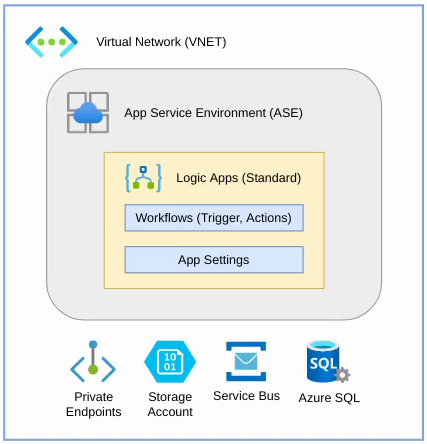 Virtual Network (VNET)
App Service Environment (ASE)
Logic Apps (Standard)
Workflows (Trigger, Actions)
App Settings
10
01
SQL
Private
Endpoints
Storage
Account
Service Bus
Azure SQL